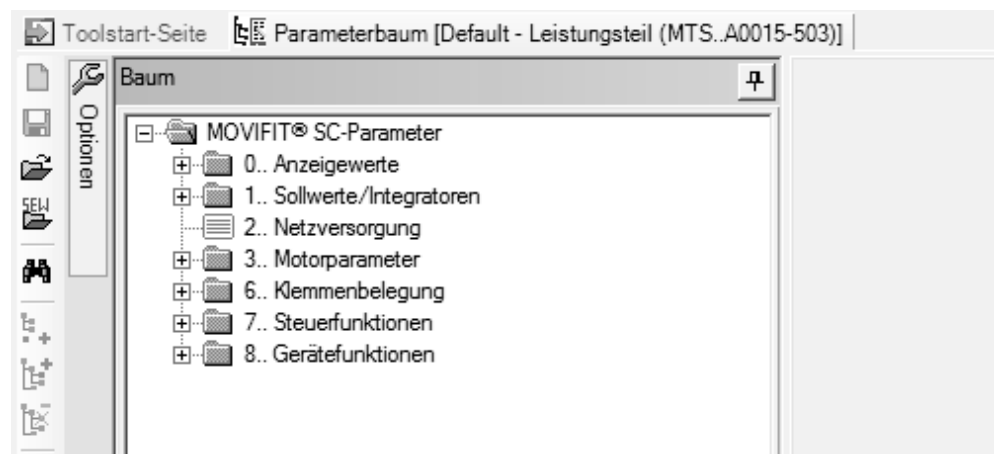 Toolstart-Seite Parameterbaum [Default - Leistungsteil (MTS..A0015-503)]
Optionen
Baum
MOVIFIT® SC-Parameter
0.. Anzeigewerte
1.. Sollwerte/Integratoren
2.. Netzversorgung
3.. Motorparameter
6.. Klemmenbelegung
7.. Steuerfunktionen
8.. Gerätefunktionen
SEW